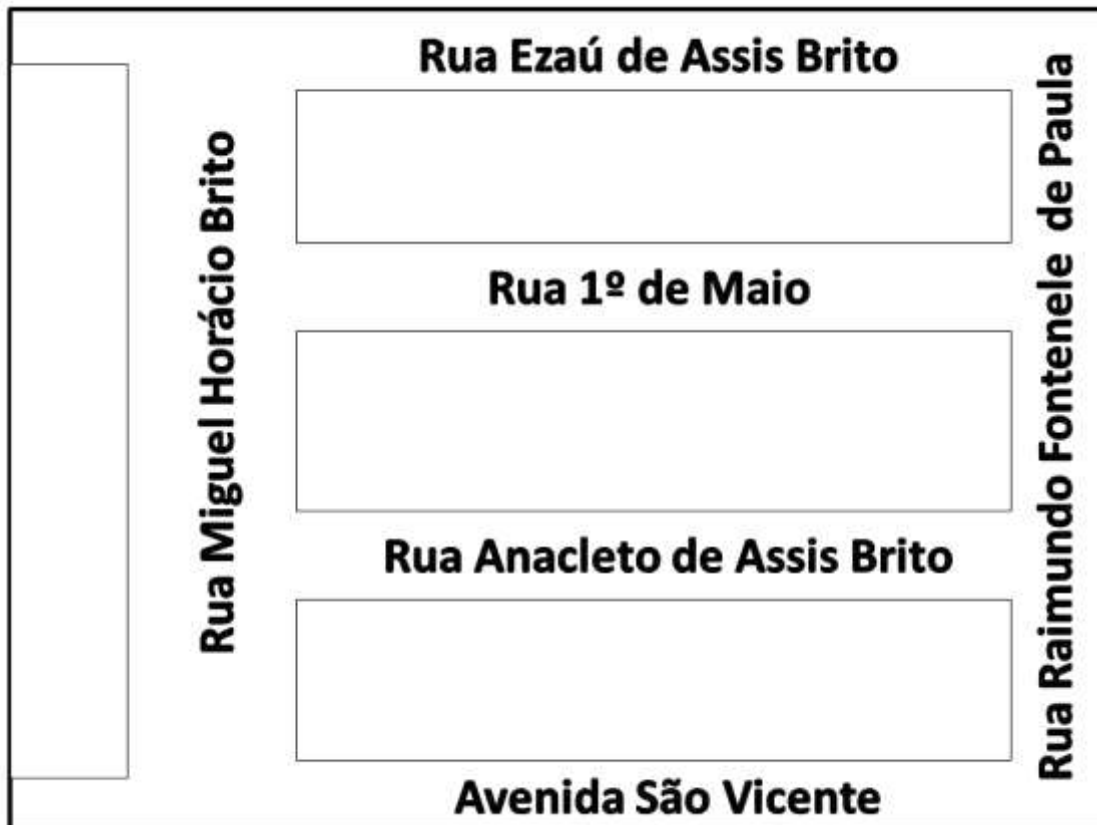 Rua Ezaú de Assis Brito
Rua Miguel Horácio Brito
Rua 1º de Maio
Rua Anacleto de Assis Brito
Avenida São Vicente
Rua Raimundo Fontenele de Paula